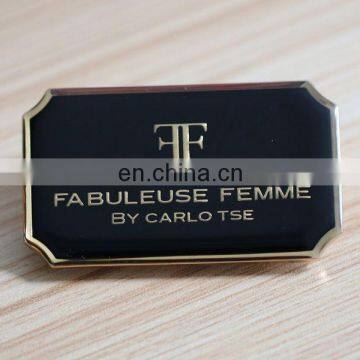 FF
en.china.cn
FABULEUSE FEMME
BY CARLO TSE